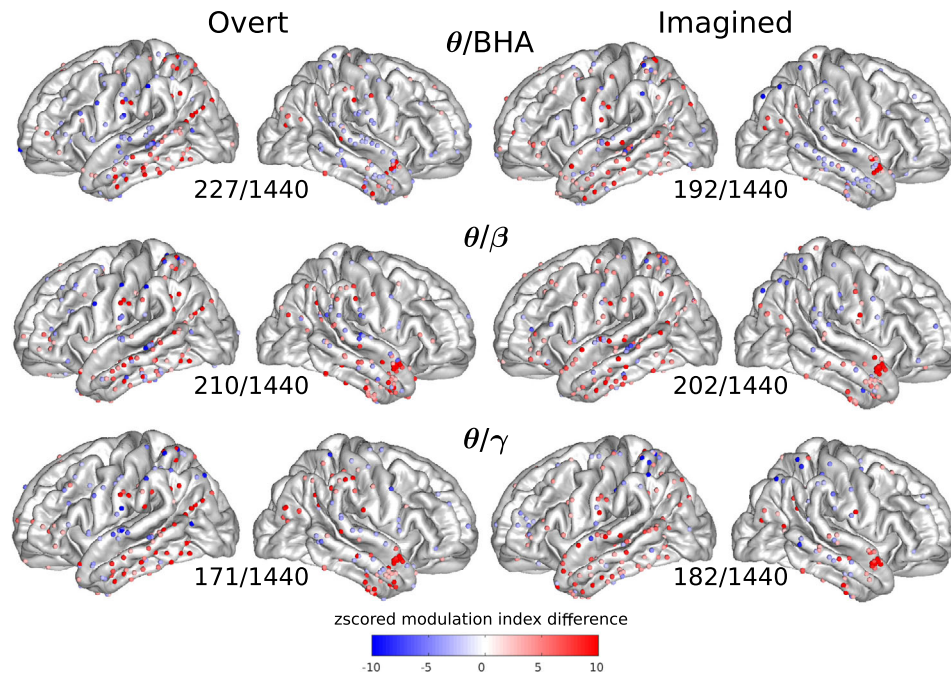 Overt Imagined
θ/BHA
227/1440 192/1440
θ/β
210/1440 202/1440
θ/γ
171/1440 182/1440
zscored modulation index difference
-10 -5 0 5 10